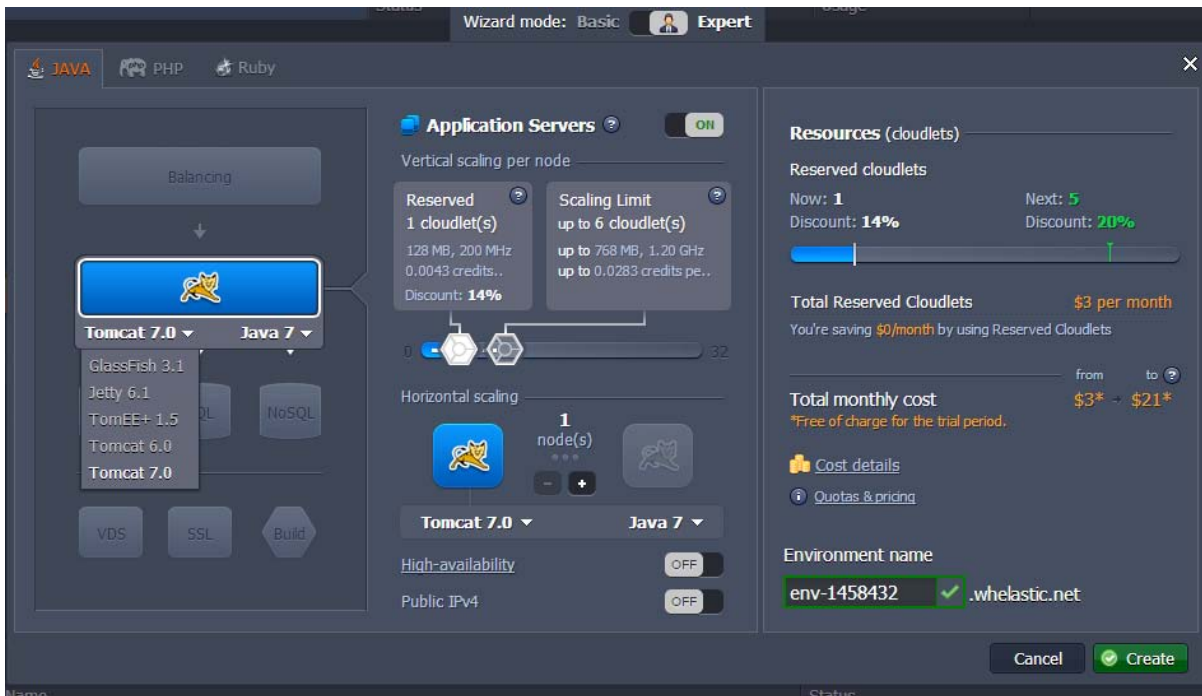 Status
Usage
Wizard mode: Basic Expert
JAVA PHP Ruby
Balancing
Tomcat 7.0 Java 7
GlassFish 3.1
Jetty 6.1
TomEE+ 1.5
Tomcat 6.0
Tomcat 7.0
QL
NoSQL
VDS SSL Build
Application Servers ? ON
Vertical scaling per node
Reserved ?
1 cloudlet(s)
128 MB, 200 MHz
0.0043 credits..
Discount: 14%
Scaling Limit ?
up to 6 cloudlet(s)
up to 768 MB, 1.20 GHz
up to 0.0283 credits pe..
0 32
Horizontal scaling
1
node(s)
- +
Tomcat 7.0 Java 7
High-availability OFF
Public IPv4 OFF
Resources (cloudlets)
Reserved cloudlets
Now: 1 Next: 5
Discount: 14% Discount: 20%
Total Reserved Cloudlets $3 per month
You're saving $0/month by using Reserved Cloudlets
from to ?
Total monthly cost $3* $21*
*Free of charge for the trial period.
Cost details
Quotas & pricing
Environment name
env-1458432 .whelastic.net
Cancel Create
Name Status